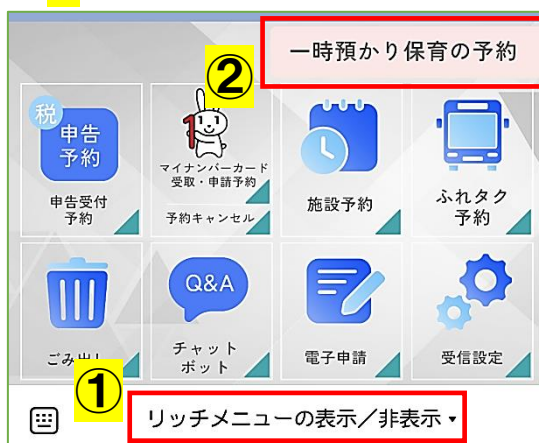 一時預かり保育の予約
②
税
申告
予約
申告受付
予約
1
マイナンバーカード
受取・申請予約
予約キャンセル
施設予約
ふれタク
予約
ごみ出し
Q&A
チャット
ボット
電子申請
受信設定
①
リッチメニューの表示／非表示▾